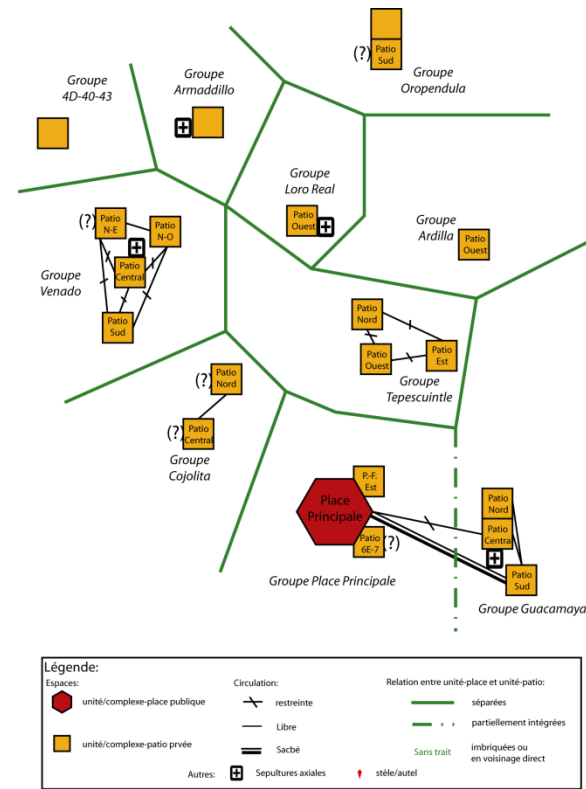 Patio
Sud
(?)
Groupe
Oropendula
Groupe
4D-40-43
Groupe
Armaddillo
Groupe
Loro Real
Patio
Ouest
Groupe
Ardilla
Patio
Ouest
(?)
Patio
N-E
Patio
N-O
Patio
Central
Groupe
Venado
Patio
Sud
Patio
Nord
Patio
Ouest
Patio
Est
Groupe
Tepescuintle
(?)
Patio
Nord
(?)
Patio
Central
Groupe
Cojolita
P.-F.
Est
Place
Principale
Patio
6E-7
(?)
Patio
Nord
Patio
Central
Patio
Sud
Groupe Place Principale
Groupe Guacamaya
Légende:
Espaces:
Circulation:
Relation entre unité-place et unité-patio:
unité/complexe-place publique
restreinte
séparées
Libre
partiellement intégrées
unité/complexe-patio prvée
Sacbé
Sans trait
imbriquées ou
en voisinage direct
Autres:
Sepultures axiales
stèle/autel